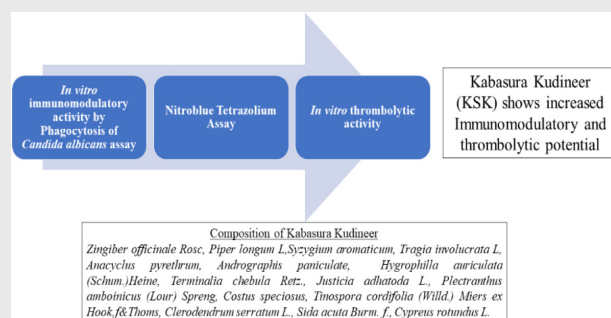 In vitro
immunomodulatory
activity by
Phagocytosis of
Candida albicans assay
Nitroblue Tetrazolium
Assay
In vitro thrombolytic
activity
Kabasura Kudineer
(KSK) shows increased
Immunomodulatory and
thrombolytic potential
Composition of Kabasura Kudineer
Zingiber officinale Rosc, Piper longum L,Syzygium aromaticum, Tragia involucrata L,
Anacyclus pyrethrum, Andrographis paniculate, Hygrophilla auriculata
(Schum.)Heine, Terminalia chebula Retz., Justicia adhatoda L., Plectranthus
amboinicus (Lour) Spreng, Costus speciosus, Tinospora cordifolia (Willd.) Miers ex
Hook,f&Thoms, Clerodendrum serratum L., Sida acuta Burm. f., Cypreus rotundus L.